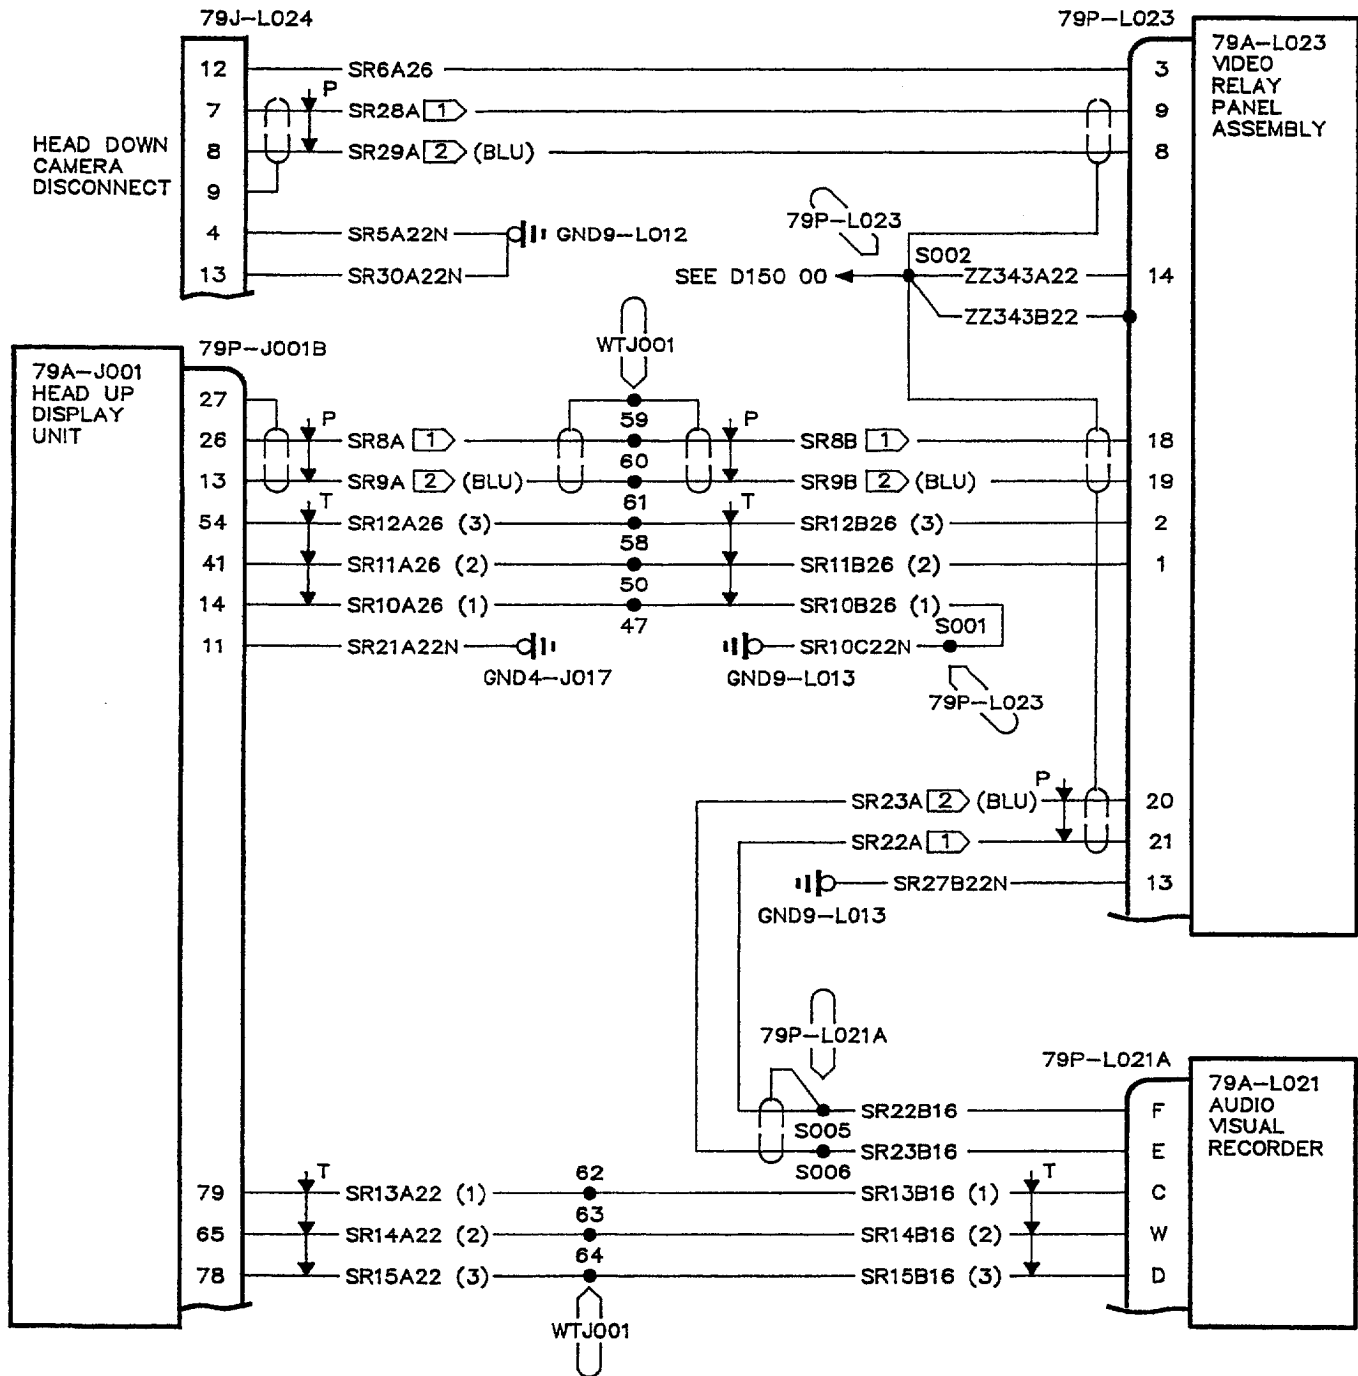 79J-L024
79P-L023
79A-L023
VIDEO
RELAY
PANEL
ASSEMBLY
12 SR6A26 3
P
7 SR28A 1 9
HEAD DOWN
CAMERA
DISCONNECT
8 SR29A 2 (BLU) 8
9
79P-L023
4 SR5A22N GND9-L012
S002
13 SR30A22N SEE D150 00 ZZ343A22 14
ZZ343B22
WTJ001
79P-J001B
79A-J001
HEAD UP
DISPLAY
UNIT
27
59
P P
26 SR8A 1 SR8B 1 18
60
13 SR9A 2 (BLU) SR9B 2 (BLU) 19
61
T T
54 SR12A26 (3) SR12B26 (3) 2
58
41 SR11A26 (2) SR11B26 (2) 1
50
14 SR10A26 (1) SR10B26 (1)
47
S001
11 SR21A22N SR10C22N
GND4-J017 GND9-L013
79P-L023
P
SR23A 2 (BLU) 20
SR22A 1 21
SR27B22N 13
GND9-L013
79P-L021A
79P-L021A
79A-L021
AUDIO
VISUAL
RECORDER
SR22B16 F
S005
SR23B16 E
S006
62
T T
79 SR13A22 (1) SR13B16 (1) C
63
65 SR14A22 (2) SR14B16 (2) W
64
78 SR15A22 (3) SR15B16 (3) D
WTJ001